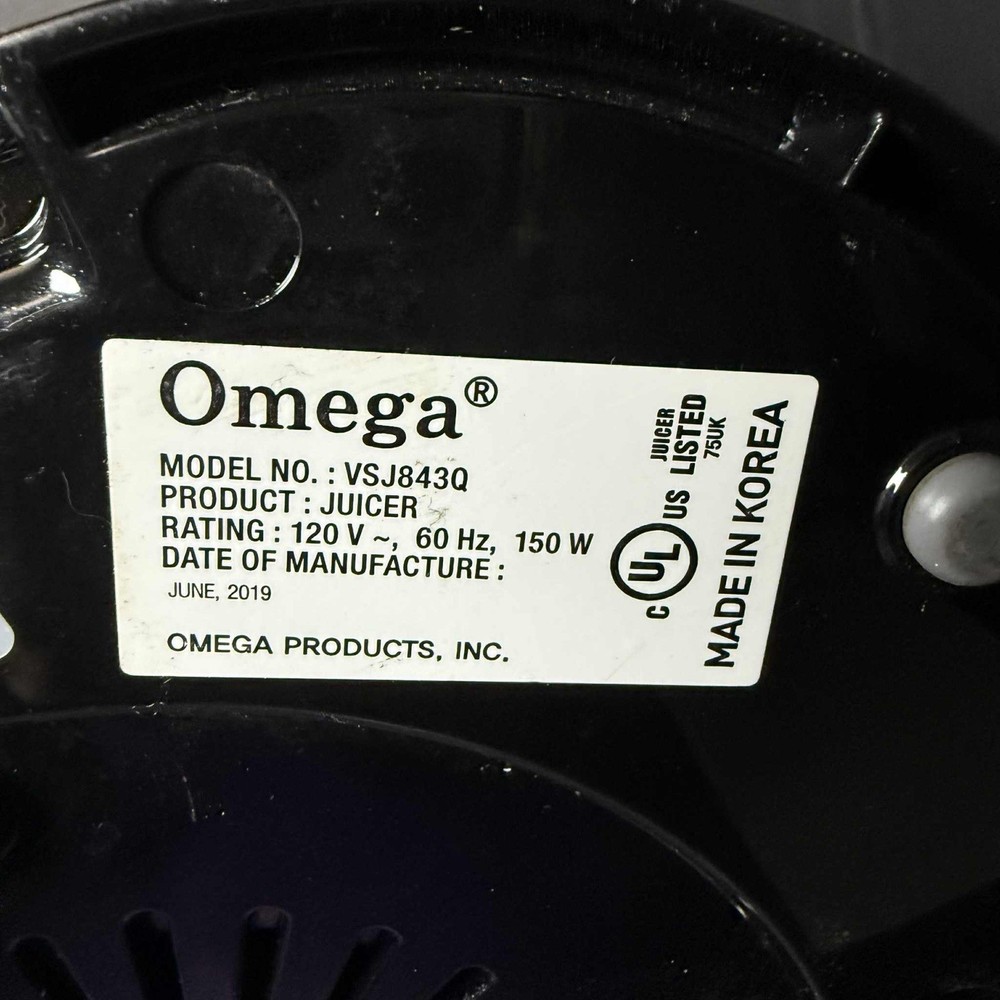 Omega®
MODEL NO. : VSJ843Q
PRODUCT : JUICER
RATING : 120 V ~, 60 Hz, 150 W
DATE OF MANUFACTURE :
JUNE, 2019
OMEGA PRODUCTS, INC.
C UL US
JUICER
LISTED
75UK
MADE IN KOREA